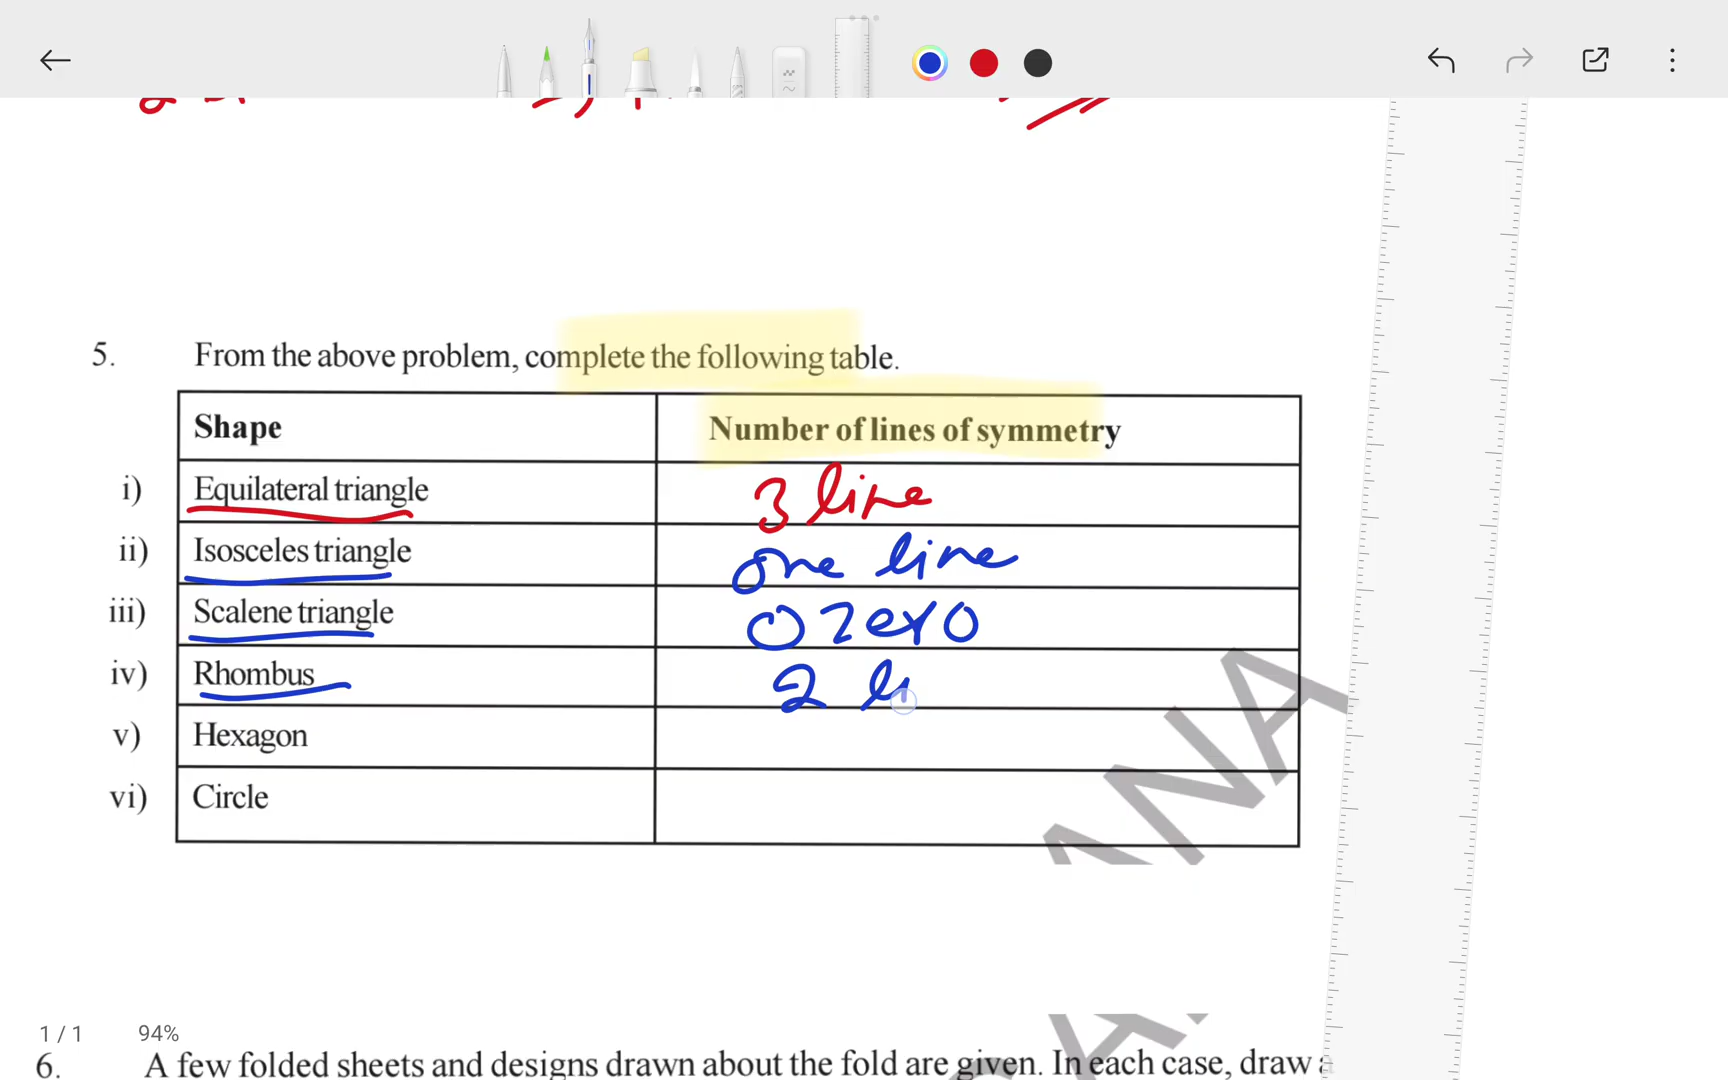 5. From the above problem, complete the following table.
Shape Number of lines of symmetry
i) Equilateral triangle 3 line
ii) Isosceles triangle one line
iii) Scalene triangle 0 zero
iv) Rhombus 2 li
v) Hexagon
vi) Circle
NA
1 / 1 94%
6. A few folded sheets and designs drawn about the fold are given. In each case, draw